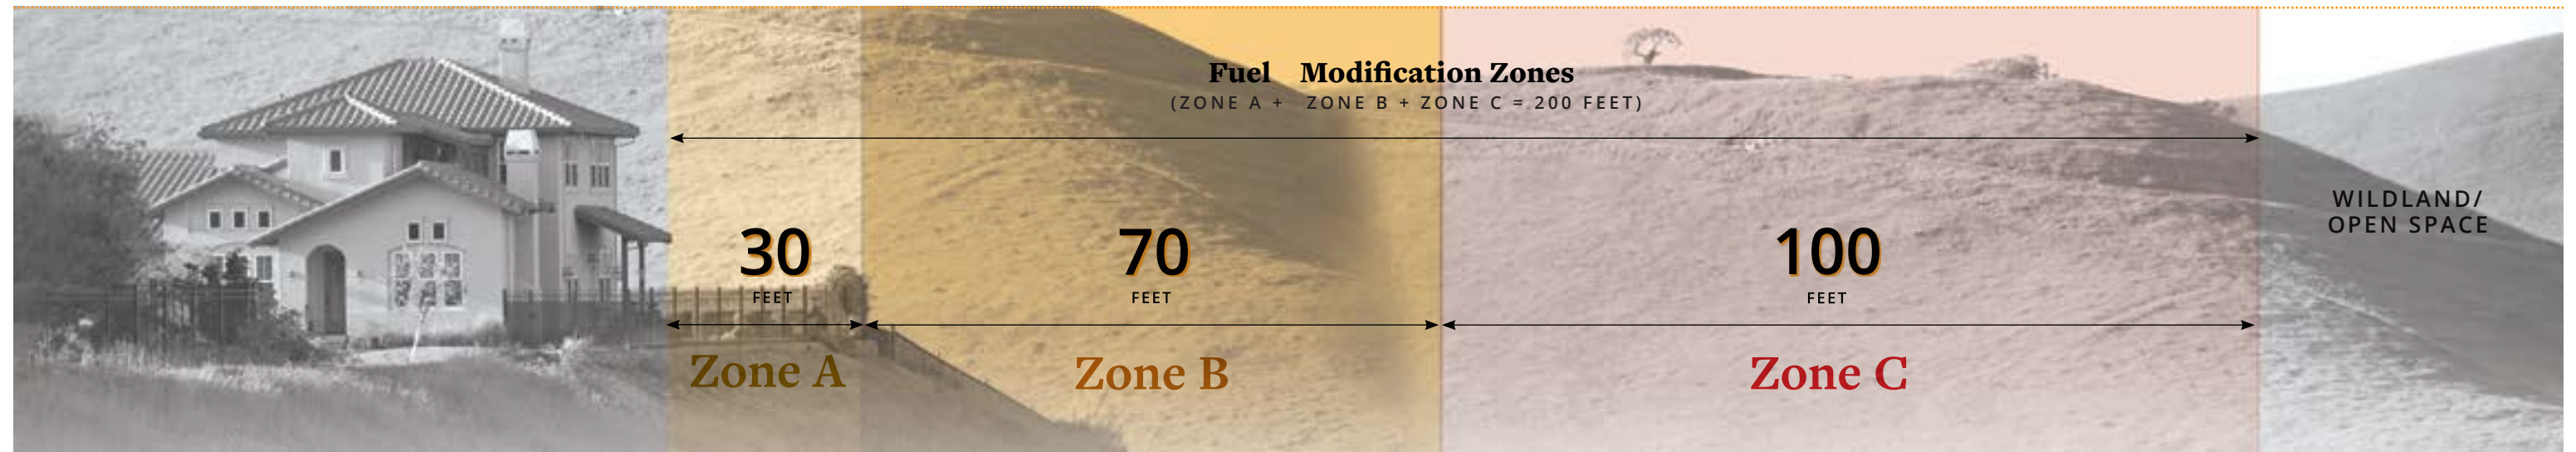 Fuel Modification Zones
(ZONE A + ZONE B + ZONE C = 200 FEET)
WILDLAND/
OPEN SPACE
30
FEET
70
FEET
100
FEET
Zone A
Zone B
Zone C